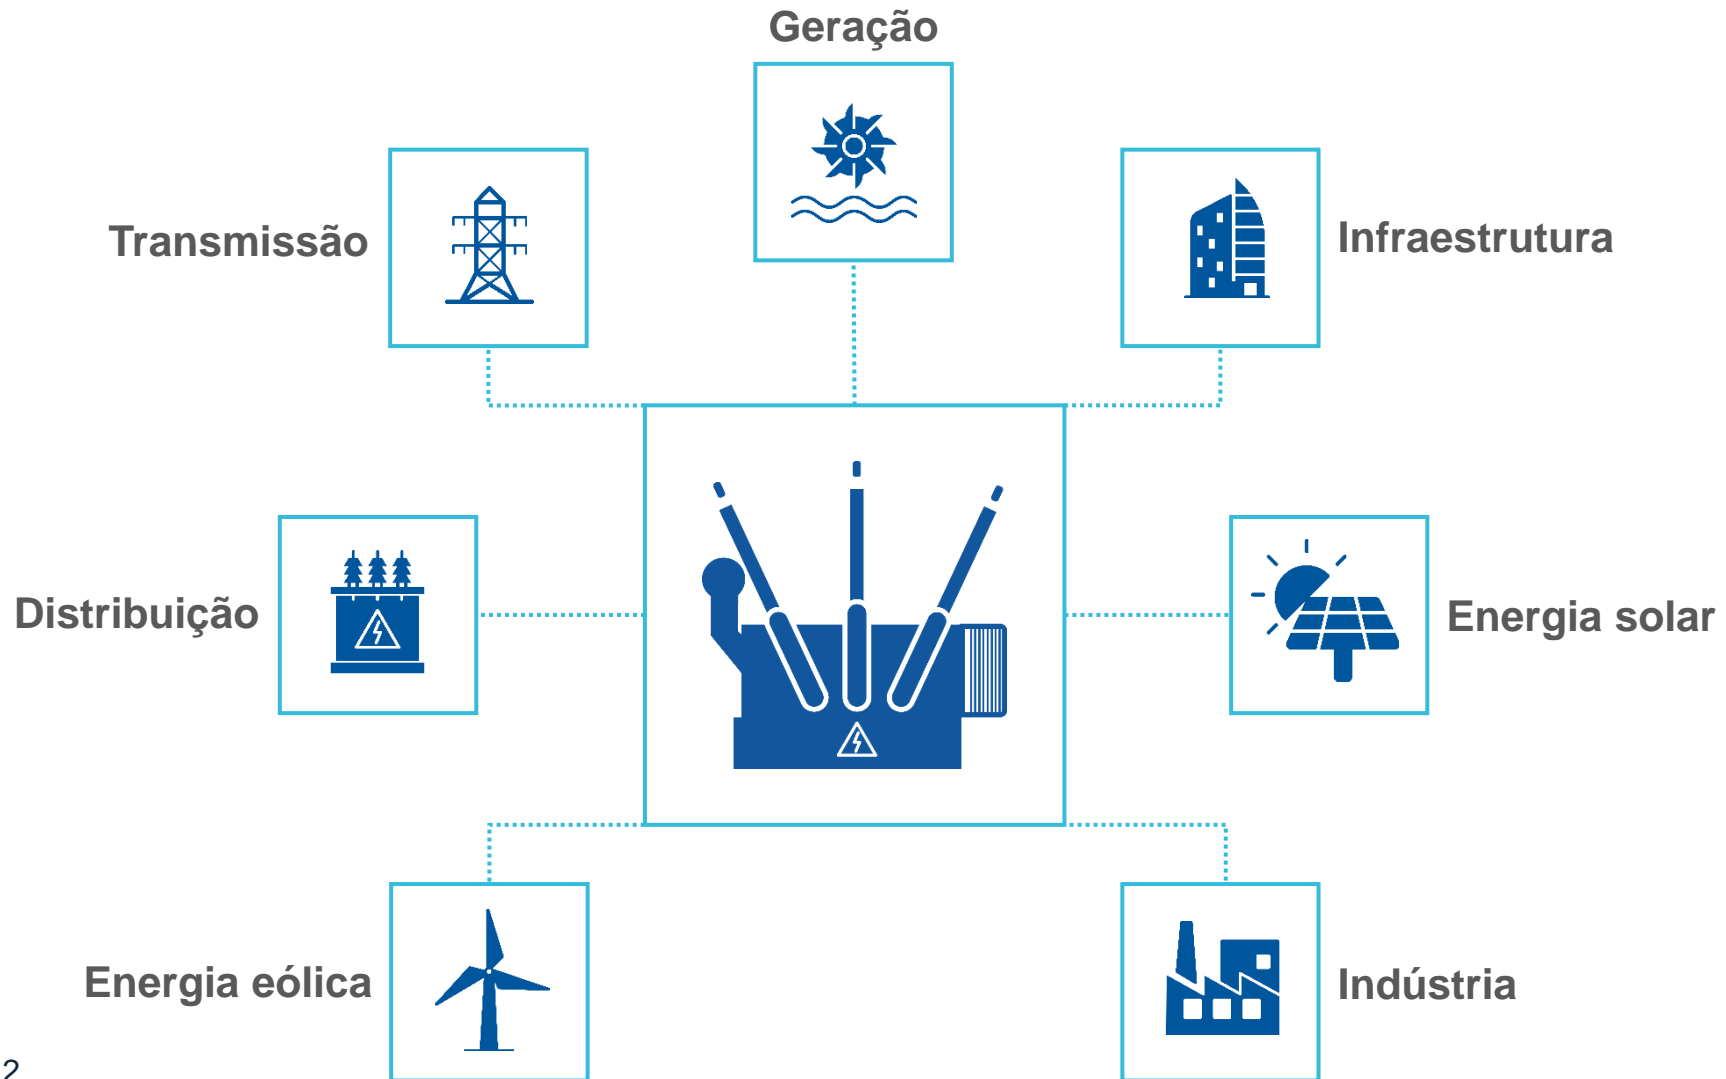 Geração
Transmissão
Infraestrutura
Distribuição
Energia solar
Energia eólica
Indústria
2